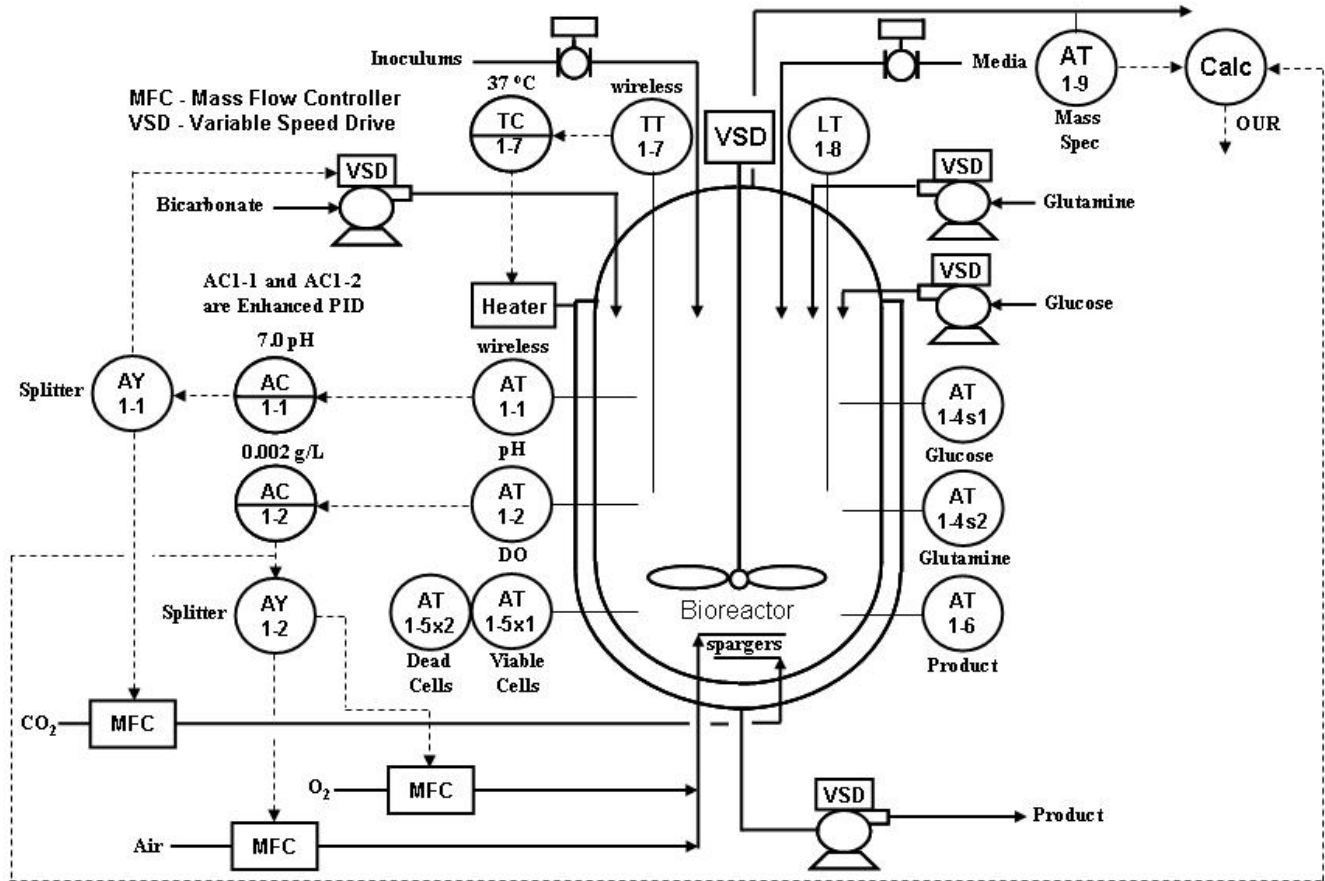 Inoculums
Media
AT
1-9
Mass
Spec
Calc
OUR
MFC - Mass Flow Controller
VSD - Variable Speed Drive
37 °C
TC
1-7
wireless
TT
1-7
VSD
LT
1-8
VSD
Bicarbonate
VSD
Glutamine
VSD
Glucose
AC1-1 and AC1-2
are Enhanced PID
Heater
7.0 pH
wireless
Splitter
AY
1-1
AC
1-1
AT
1-1
pH
AT
1-4s1
Glucose
0.002 g/L
AC
1-2
AT
1-2
DO
AT
1-4s2
Glutamine
Splitter
AY
1-2
AT
1-5x2
Dead
Cells
AT
1-5x1
Viable
Cells
Bioreactor
spargers
AT
1-6
Product
CO₂
MFC
O₂
MFC
Air
MFC
VSD
Product